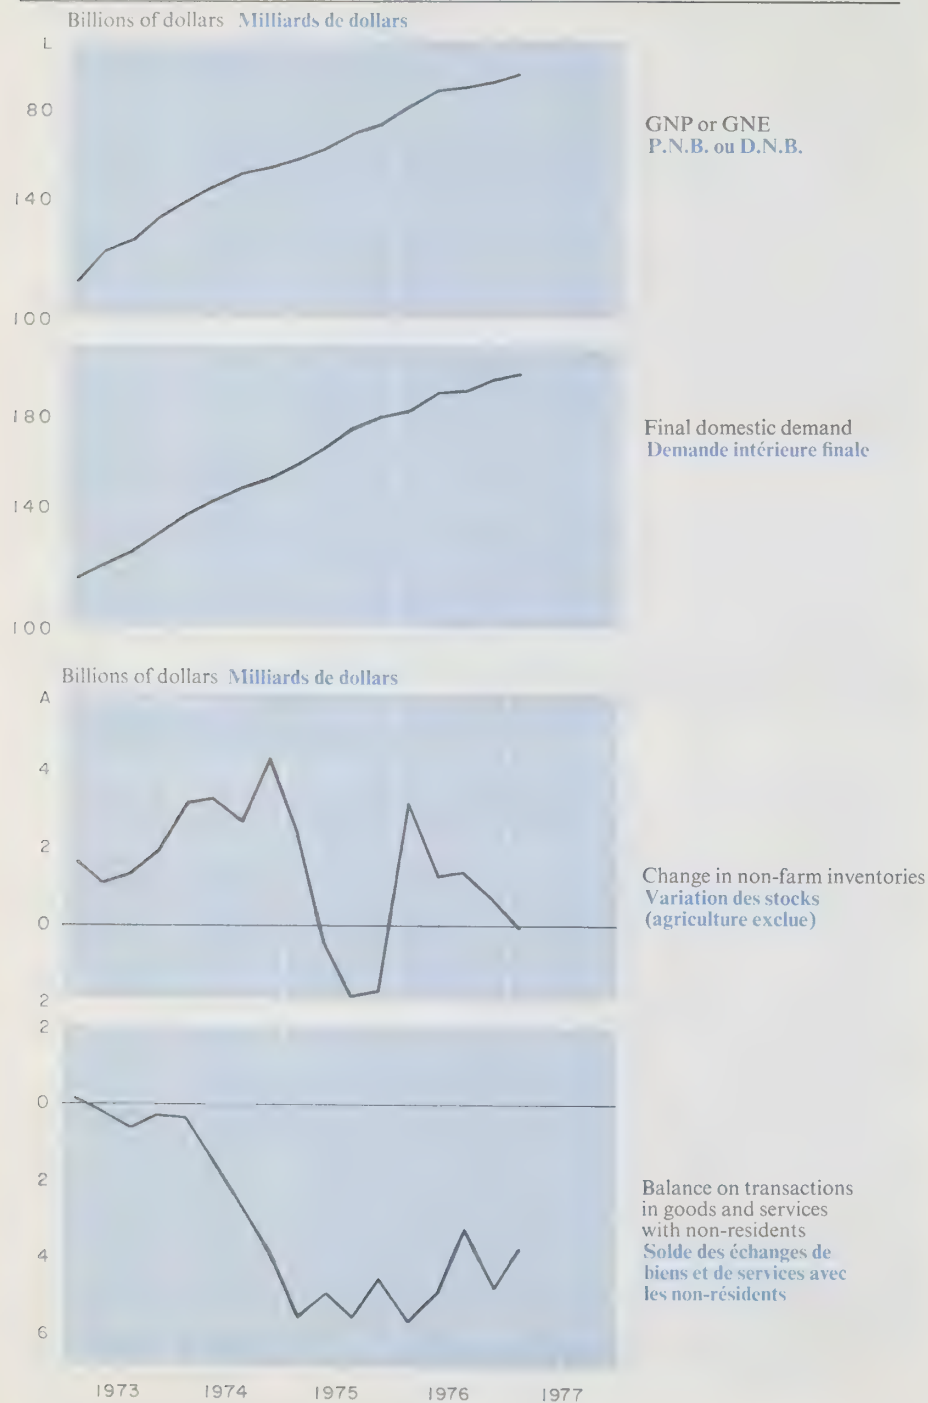 Billions of dollars Milliards de dollars
L
80
140
100
GNP or GNE
P.N.B. ou D.N.B.
180
140
100
Final domestic demand
Demande intérieure finale
Billions of dollars Milliards de dollars
A
4
2
0
2
Change in non-farm inventories
Variation des stocks
(agriculture exclue)
2
0
2
4
6
Balance on transactions
in goods and services
with non-residents
Solde des échanges de
biens et de services avec
les non-résidents
1973 1974 1975 1976 1977